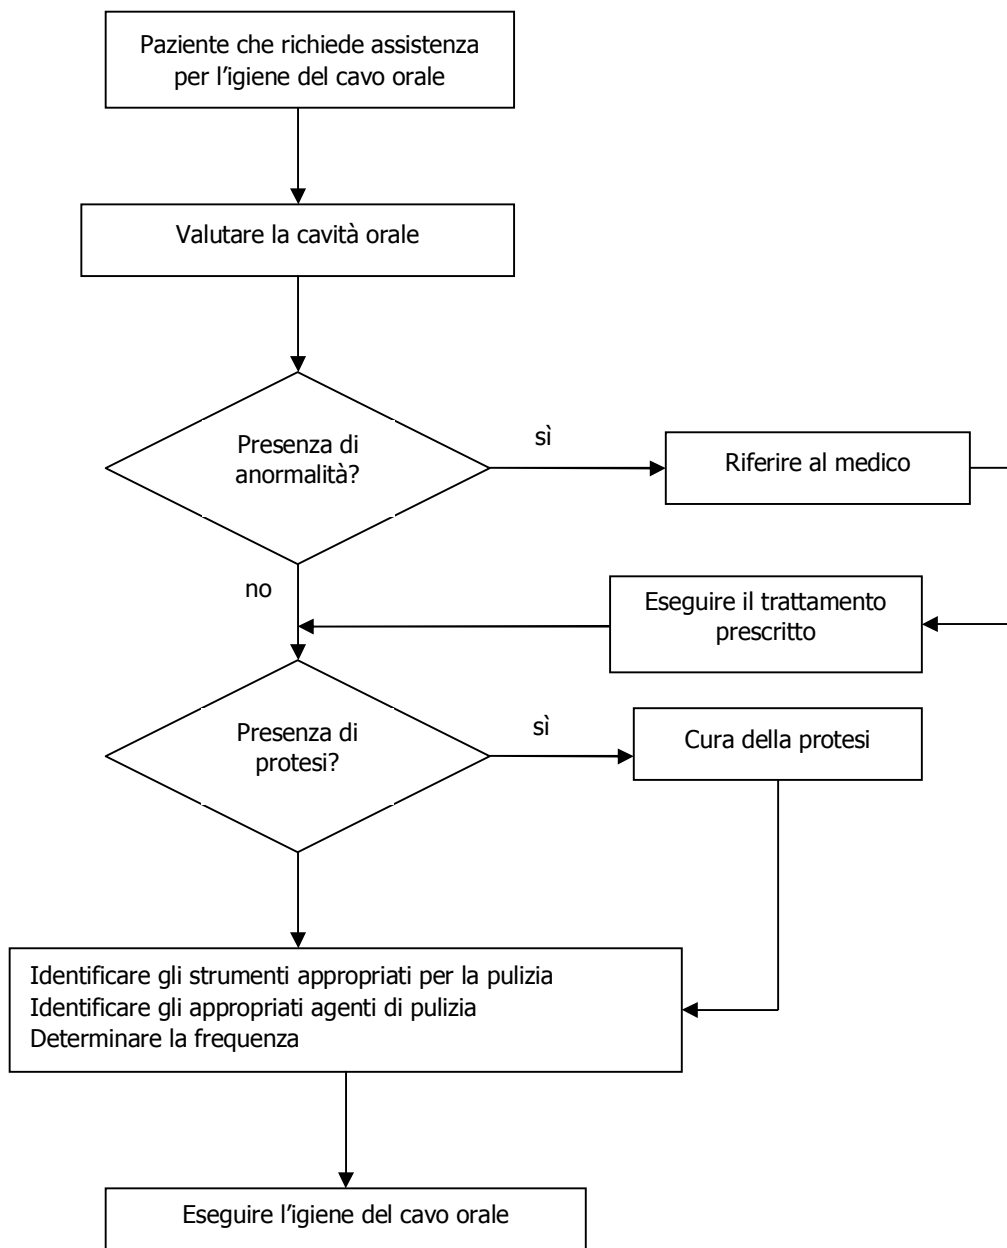 Paziente che richiede assistenza
per l’igiene del cavo orale
Valutare la cavità orale
Presenza di
anormalità?
sì
Riferire al medico
no
Eseguire il trattamento
prescritto
Presenza di
protesi?
sì
Cura della protesi
Identificare gli strumenti appropriati per la pulizia
Identificare gli appropriati agenti di pulizia
Determinare la frequenza
Eseguire l’igiene del cavo orale